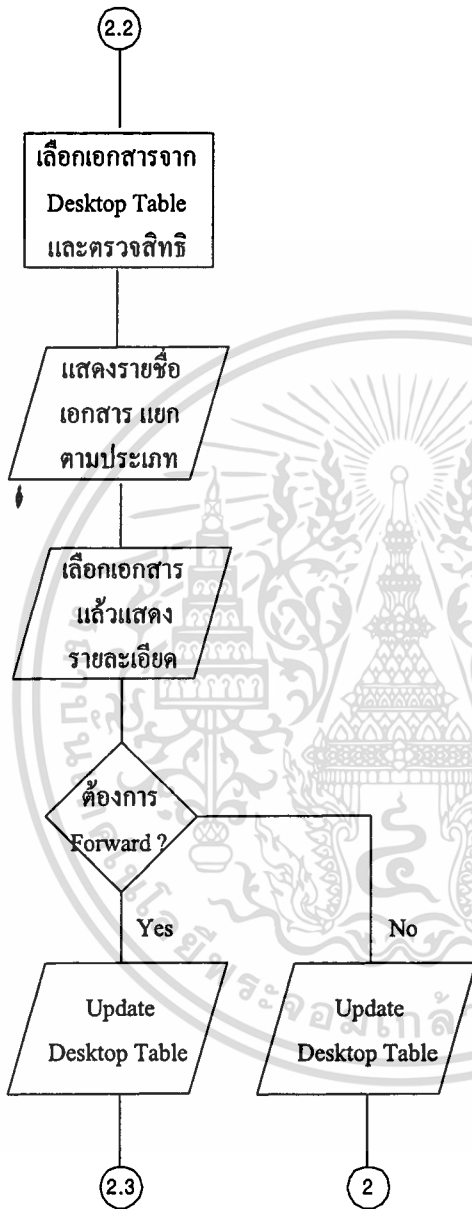 2.2
เลือกเอกสารจาก
Desktop Table
และตรวจสิทธิ
แสดงรายชื่อ
เอกสาร แยก
ตามประเภท
เลือกเอกสาร
แล้วแสดง
รายละเอียด
ต้องการ
Forward ?
Yes
No
Update
Desktop Table
Update
Desktop Table
2.3
2